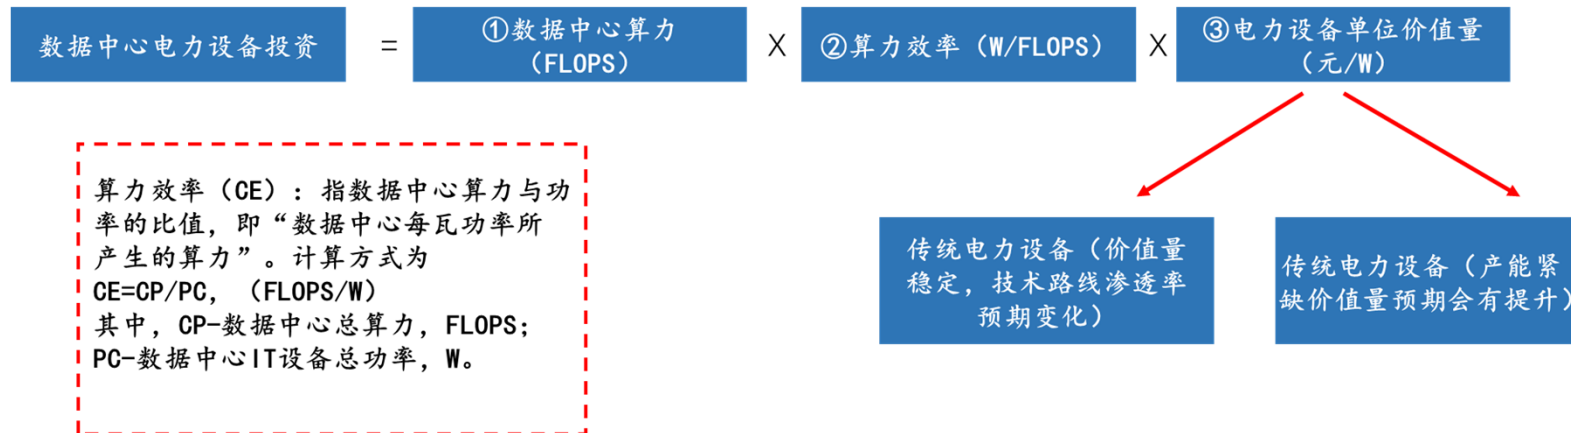 数据中心电力设备投资
=
①数据中心算力
（FLOPS）
X
②算力效率（W/FLOPS）
X
③电力设备单位价值量
（元/W）
算力效率（CE）：指数据中心算力与功
率的比值，即“数据中心每瓦功率所
产生的算力”。计算方式为
CE=CP/PC，（FLOPS/W）
其中，CP-数据中心总算力，FLOPS；
PC-数据中心IT设备总功率，W。
传统电力设备（价值量
稳定，技术路线渗透率
预期变化）
传统电力设备（产能紧
缺价值量预期会有提升）